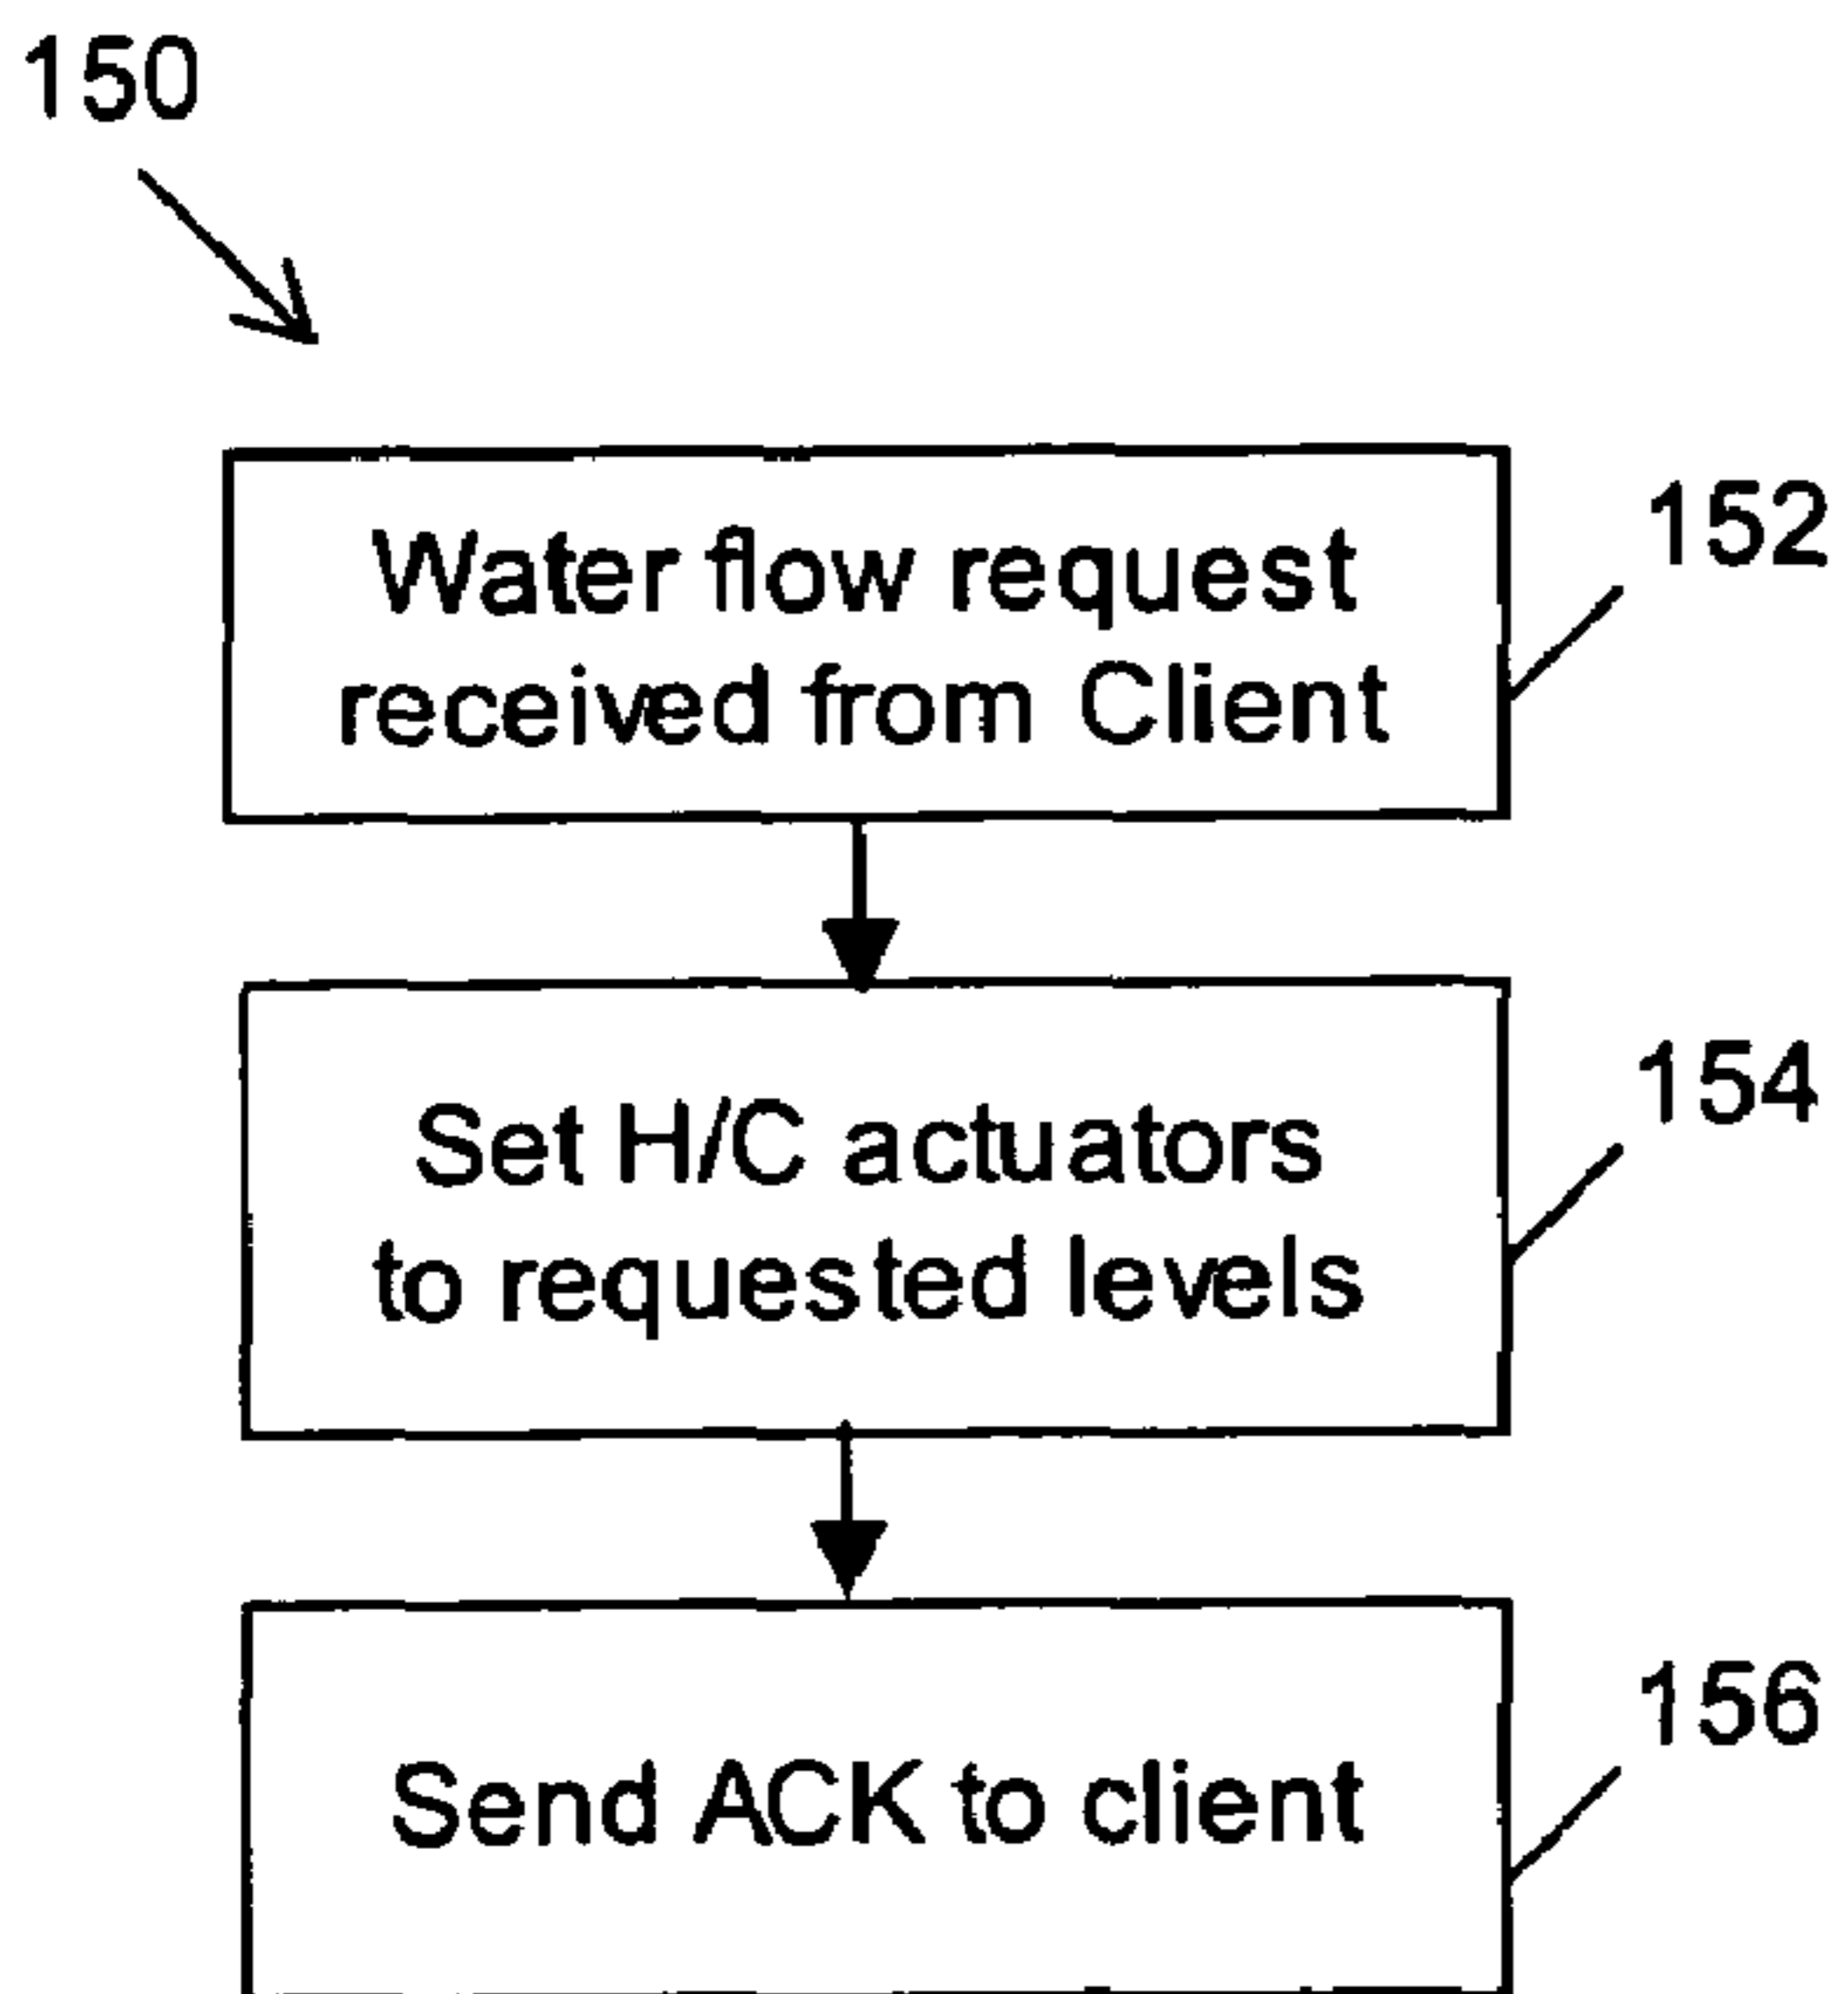 150
Water flow request
received from Client
152
Set H/C actuators
to requested levels
154
Send ACK to client
156